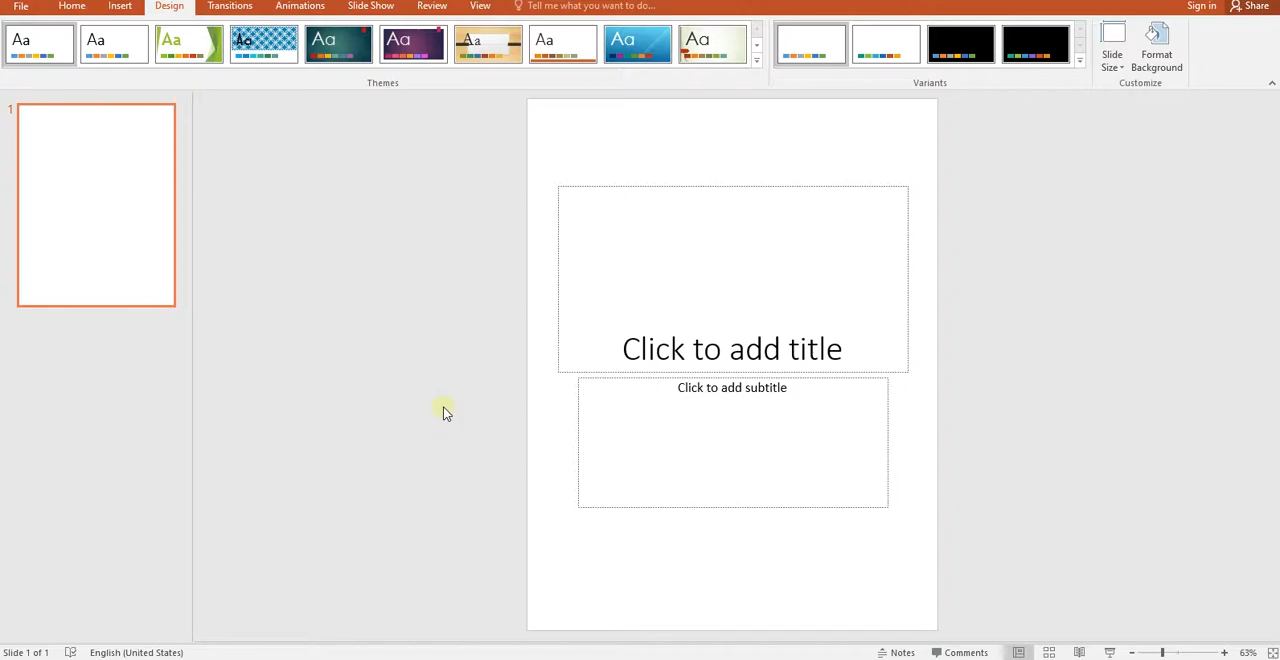 File Home Insert Design Transitions Animations Slide Show Review View Tell me what you want to do... Sign in Share
Aa Aa Aa Aa Aa Aa Aa Aa Aa Aa
Slide Size Format Background
Themes Variants Customize
1
Click to add title
Click to add subtitle
Slide 1 of 1 English (United States) Notes Comments 63%